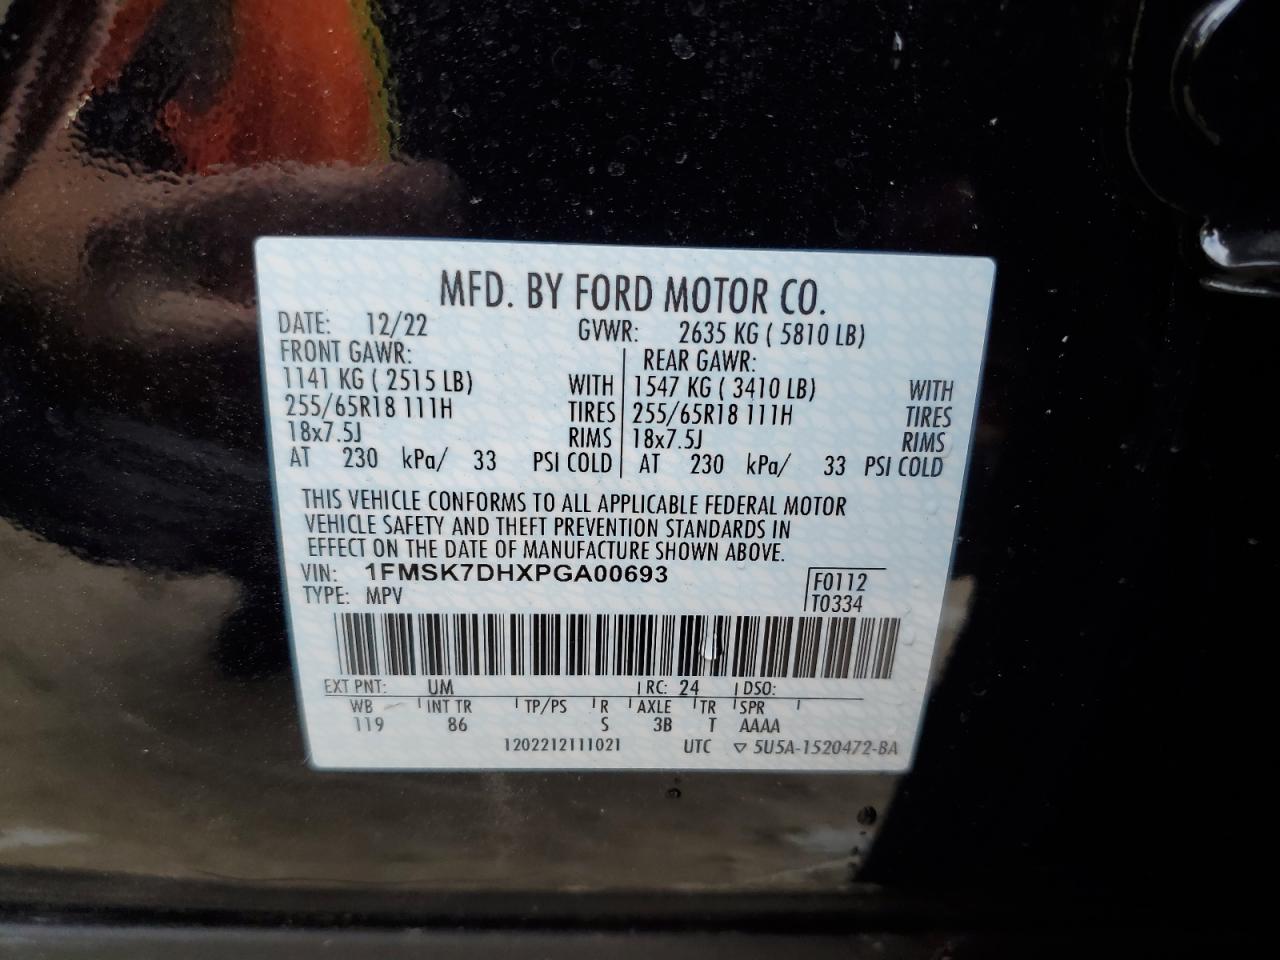 MFD. BY FORD MOTOR CO.
DATE: 12/22 GVWR: 2635 KG ( 5810 LB)
FRONT GAWR: REAR GAWR:
1141 KG ( 2515 LB) WITH 1547 KG ( 3410 LB) WITH
255/65R18 111H TIRES 255/65R18 111H TIRES
18x7.5J RIMS 18x7.5J RIMS
AT 230 kPa/ 33 PSI COLD AT 230 kPa/ 33 PSI COLD
THIS VEHICLE CONFORMS TO ALL APPLICABLE FEDERAL MOTOR
VEHICLE SAFETY AND THEFT PREVENTION STANDARDS IN
EFFECT ON THE DATE OF MANUFACTURE SHOWN ABOVE.
VIN: 1FMSK7DHXPGA00693 F0112
TYPE: MPV T0334
EXT PNT: UM RC: 24 DSO:
WB INT TR TP/PS R AXLE TR SPR
119 86 S 3B T AAAA
1202212111021 UTC ▽ 5U5A-1520472-BA